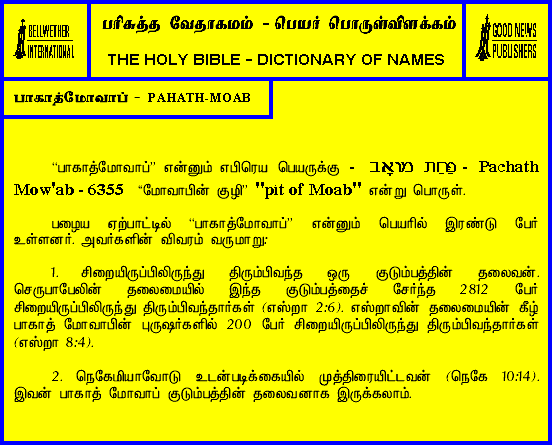 BELLWETHER
INTERNATIONAL
பரிசுத்த வேதாகமம் - பெயர் பொருள்விளக்கம்
THE HOLY BIBLE - DICTIONARY OF NAMES
GOOD NEWS
PUBLISHERS
பாகாத்மோவாப் - PAHATH-MOAB
“பாகாத்மோவாப்” என்னும் எபிரெய பெயருக்கு - פַּחַת מוֹאָב - Pachath
Mow'ab - 6355 “மோவாபின் குழி” "pit of Moab" என்று பொருள்.
பழைய ஏற்பாட்டில் “பாகாத்மோவாப்” என்னும் பெயரில் இரண்டு பேர்
உள்ளனர். அவர்களின் விவரம் வருமாறு:
1. சிறையிருப்பிலிருந்து திரும்பிவந்த ஒரு குடும்பத்தின் தலைவன்.
செருபாபேலின் தலைமையில் இந்த குடும்பத்தைச் சேர்ந்த 2812 பேர்
சிறையிருப்பிலிருந்து திரும்பிவந்தார்கள் (எஸ்றா 2:6). எஸ்றாவின் தலைமையின் கீழ்
பாகாத் மோவாபின் புருஷர்களில் 200 பேர் சிறையிருப்பிலிருந்து திரும்பிவந்தார்கள்
(எஸ்றா 8:4).
2. நெகேமியாவோடு உடன்படிக்கையில் முத்திரையிட்டவன் (நெகே 10:14).
இவன் பாகாத் மோவாப் குடும்பத்தின் தலைவனாக இருக்கலாம்.